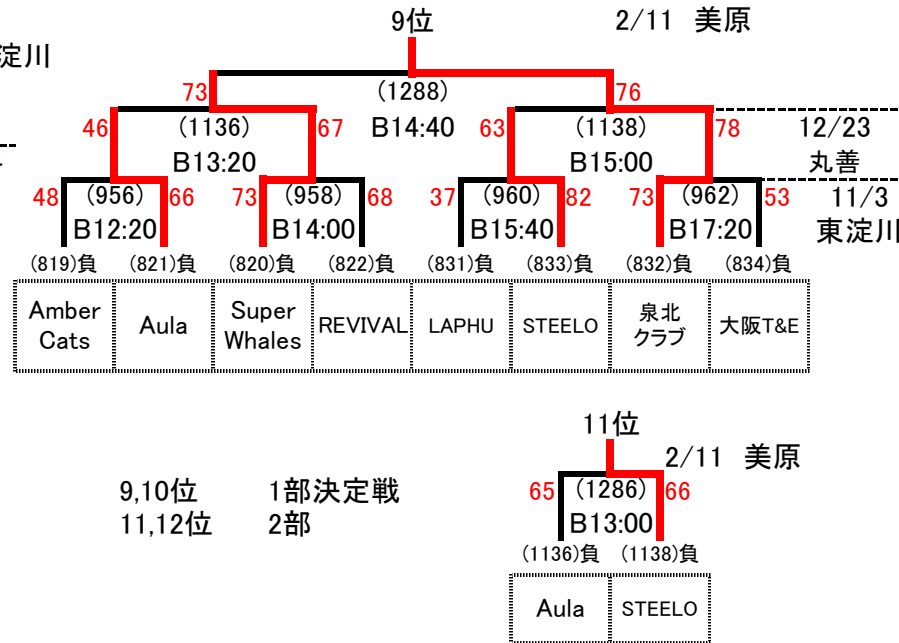 9位
2/11 美原
淀川
73
(1288)
76
B14:40
46
(1136)
67
63
(1138)
78
12/23
B13:20
B15:00
丸善
48
(956)
66
73
(958)
68
37
(960)
82
73
(962)
53
11/3
B12:20
B14:00
B15:40
B17:20
東淀川
(819)負
(821)負
(820)負
(822)負
(831)負
(833)負
(832)負
(834)負
Amber
Cats
Aula
Super
Whales
REVIVAL
LAPHU
STEELO
泉北
クラブ
大阪T&E
11位
2/11 美原
9,10位 1部決定戦
11,12位 2部
65
(1286)
66
B13:00
(1136)負
(1138)負
Aula
STEELO